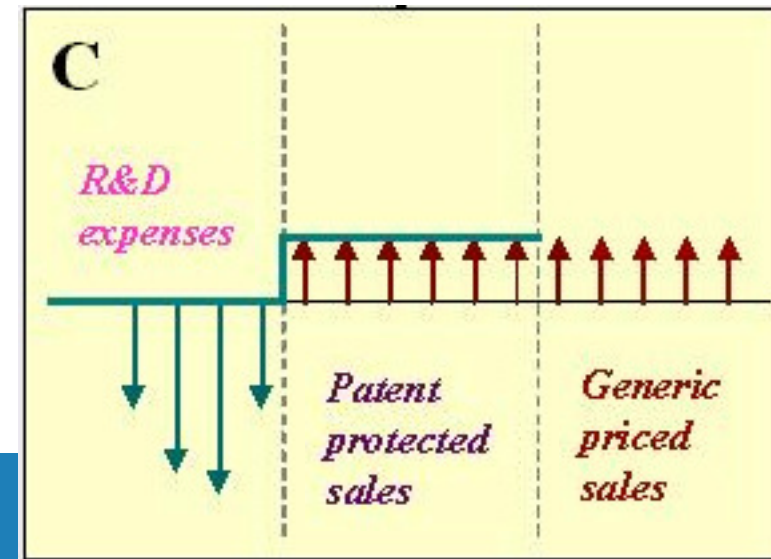 C
R&D
expenses
Patent
protected
sales
Generic
priced
sales